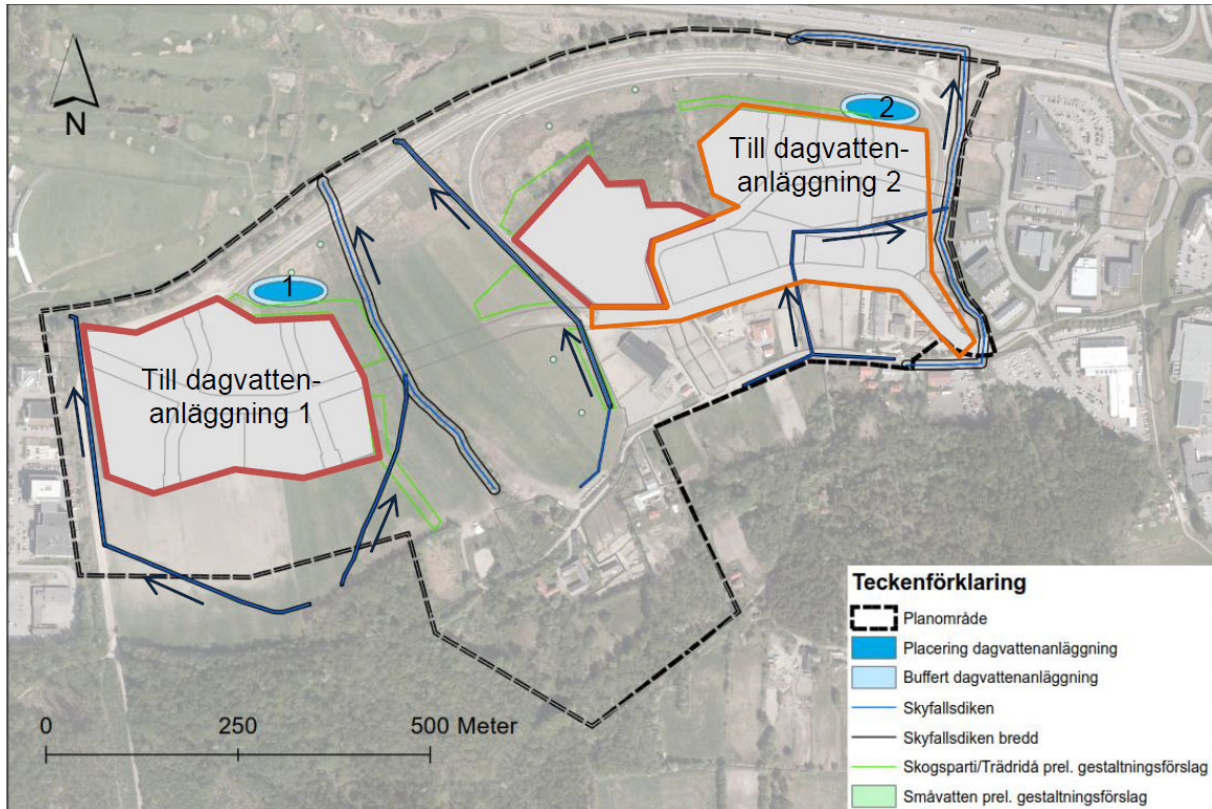 N
2
Till dagvatten-
anläggning 2
1
Till dagvatten-
anläggning 1
0 250 500 Meter
Teckenförklaring
Planområde
Placering dagvattenanläggning
Buffert dagvattenanläggning
Skyfallsdiken
Skyfallsdiken bredd
Skogsparti/Trädridå prel. gestaltningsförslag
Småvatten prel. gestaltningsförslag